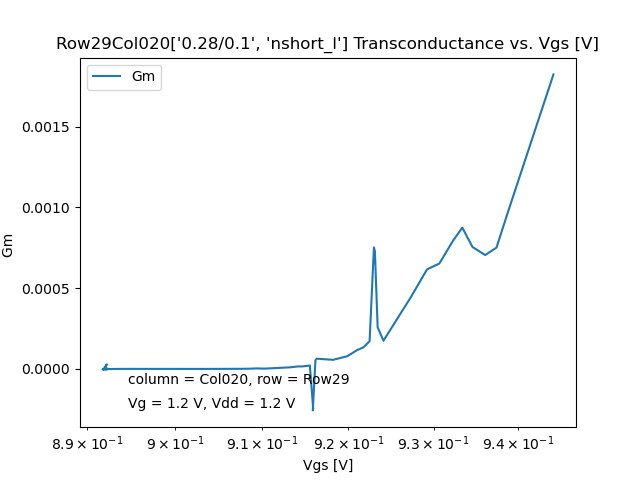 Row29Col020['0.28/0.1', 'nshort_l'] Transconductance vs. Vgs [V]
Gm
0.0015
0.0010
0.0005
0.0000
Gm
column = Col020, row = Row29
Vg = 1.2 V, Vdd = 1.2 V
8.9 × 10⁻¹ 9 × 10⁻¹ 9.1 × 10⁻¹ 9.2 × 10⁻¹ 9.3 × 10⁻¹ 9.4 × 10⁻¹
Vgs [V]